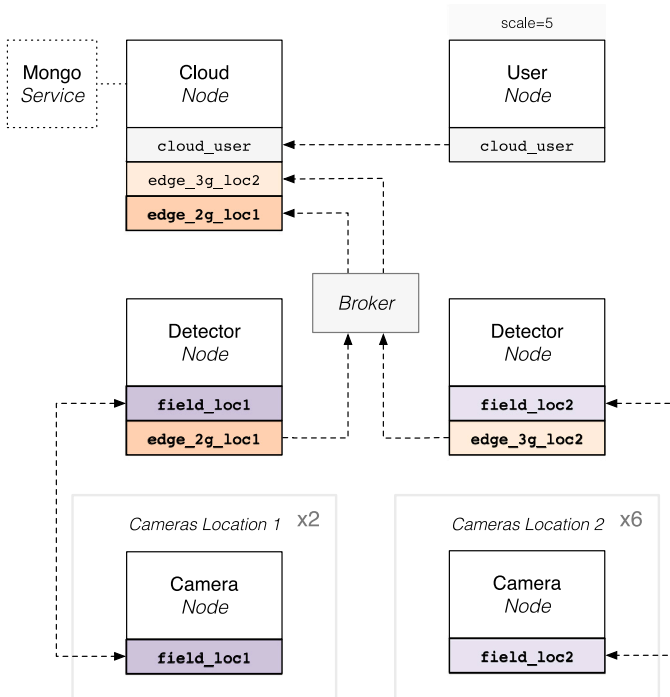 scale=5
Mongo
Service
Cloud
Node
User
Node
cloud_user
cloud_user
edge_3g_loc2
edge_2g_loc1
Broker
Detector
Node
Detector
Node
field_loc1
field_loc2
edge_2g_loc1
edge_3g_loc2
Cameras Location 1
x2
Cameras Location 2
x6
Camera
Node
Camera
Node
field_loc1
field_loc2